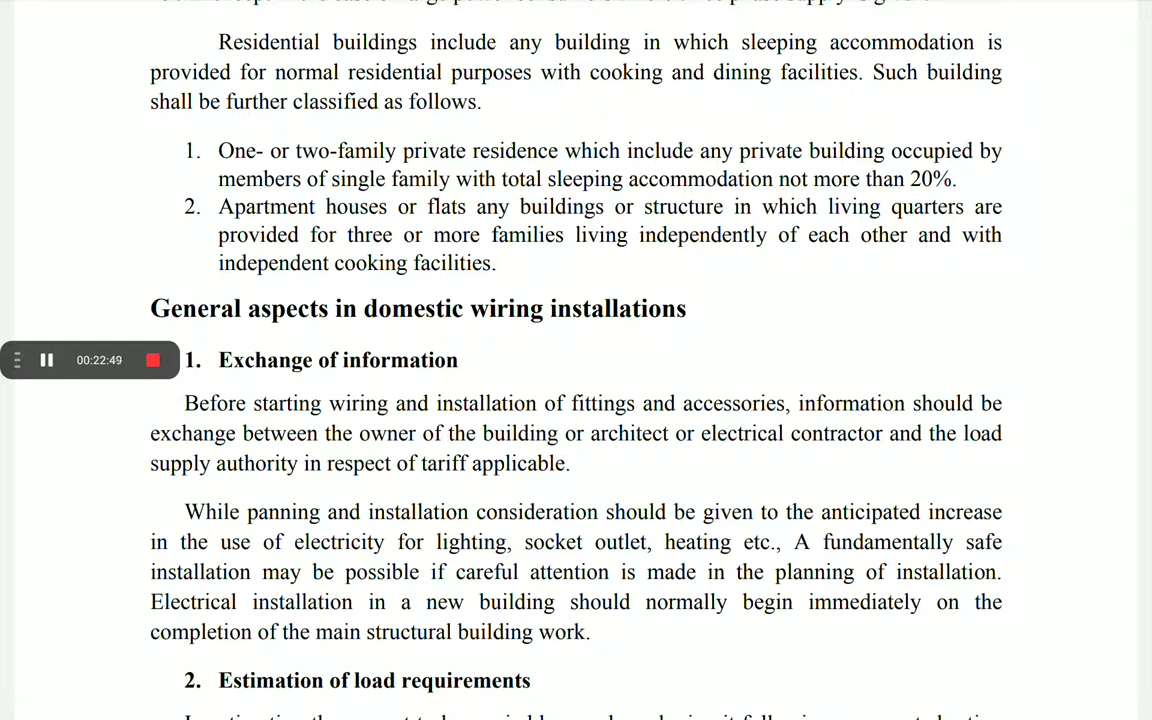 Residential buildings include any building in which sleeping accommodation is
provided for normal residential purposes with cooking and dining facilities. Such building
shall be further classified as follows.
1. One- or two-family private residence which include any private building occupied by
members of single family with total sleeping accommodation not more than 20%.
2. Apartment houses or flats any buildings or structure in which living quarters are
provided for three or more families living independently of each other and with
independent cooking facilities.
General aspects in domestic wiring installations
00:22:49
1. Exchange of information
Before starting wiring and installation of fittings and accessories, information should be
exchange between the owner of the building or architect or electrical contractor and the load
supply authority in respect of tariff applicable.
While panning and installation consideration should be given to the anticipated increase
in the use of electricity for lighting, socket outlet, heating etc., A fundamentally safe
installation may be possible if careful attention is made in the planning of installation.
Electrical installation in a new building should normally begin immediately on the
completion of the main structural building work.
2. Estimation of load requirements